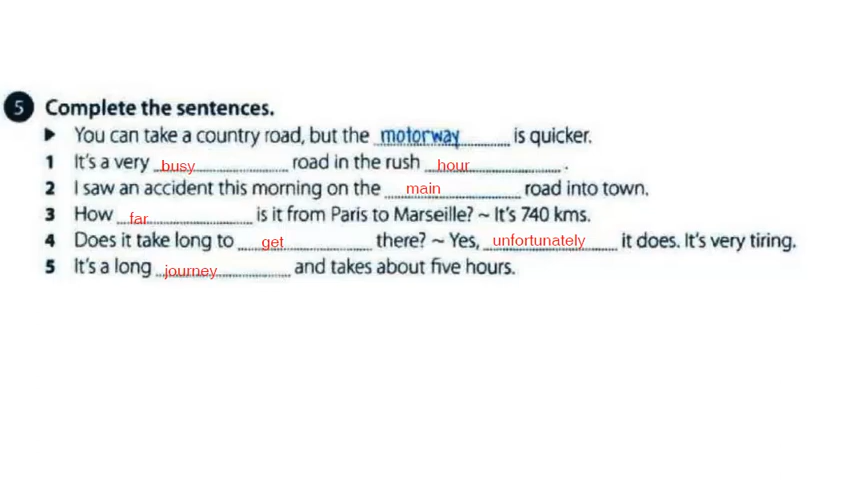 5 Complete the sentences.
▶ You can take a country road, but the motorway is quicker.
1 It's a very busy road in the rush hour.
2 I saw an accident this morning on the main road into town.
3 How far is it from Paris to Marseille? ~ It's 740 kms.
4 Does it take long to get there? ~ Yes, unfortunately it does. It's very tiring.
5 It's a long journey and takes about five hours.